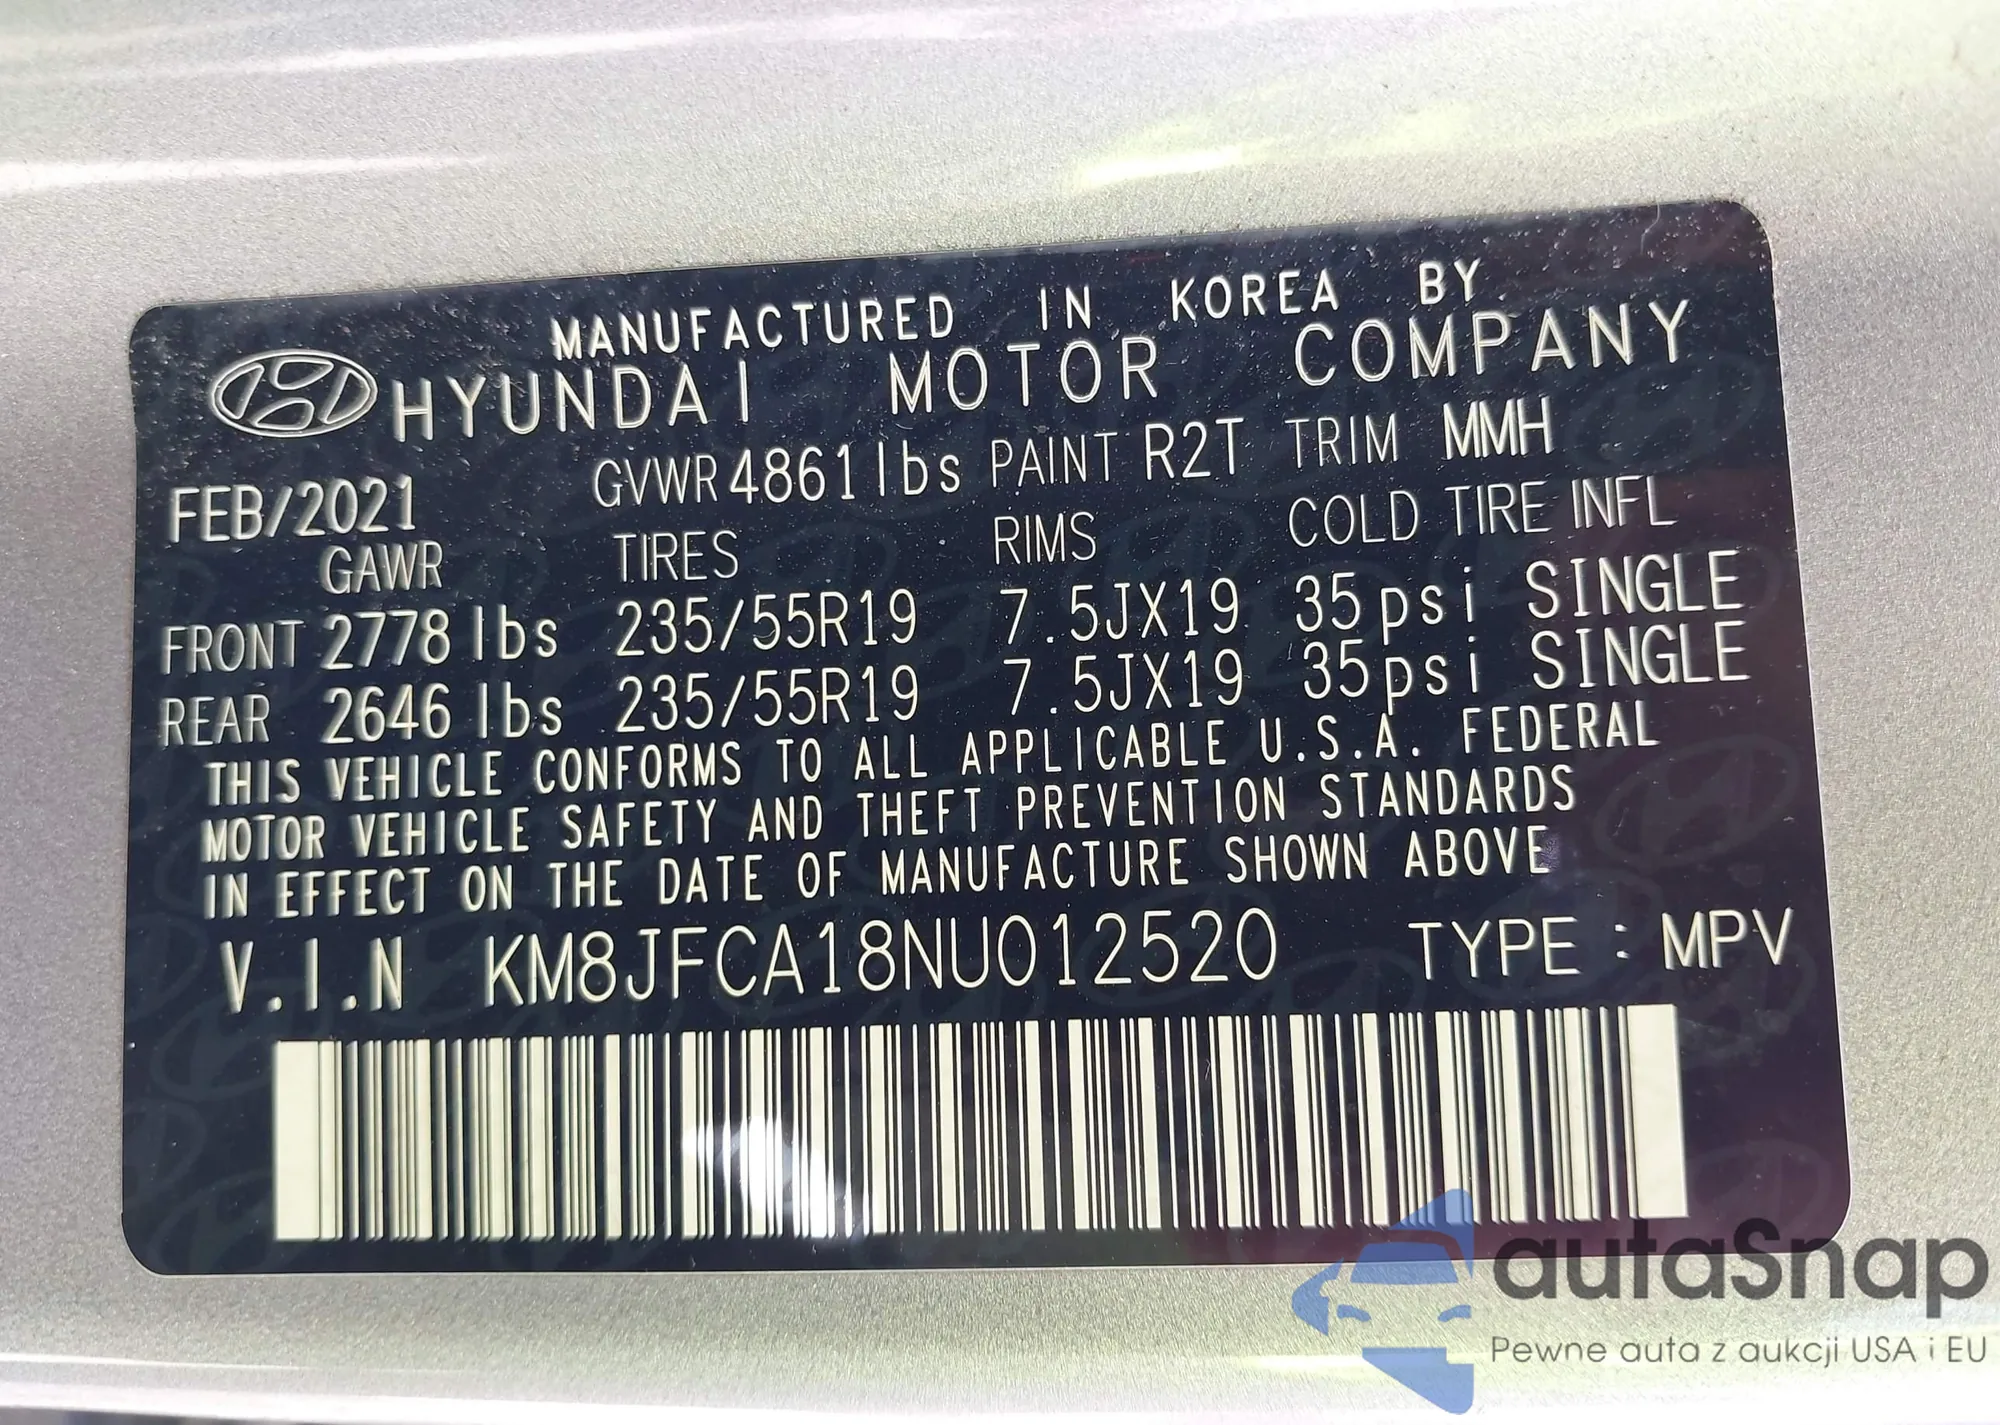 MANUFACTURED IN KOREA BY
HYUNDAI MOTOR COMPANY
FEB/2021 GVWR 4861lbs PAINT R2T TRIM MMH
GAWR TIRES RIMS COLD TIRE INFL
FRONT 2778 lbs 235/55R19 7.5JX19 35psi SINGLE
REAR 2646 lbs 235/55R19 7.5JX19 35psi SINGLE
THIS VEHICLE CONFORMS TO ALL APPLICABLE U.S.A. FEDERAL
MOTOR VEHICLE SAFETY AND THEFT PREVENTION STANDARDS
IN EFFECT ON THE DATE OF MANUFACTURE SHOWN ABOVE
V.I.N KM8JFCA18NU012520 TYPE : MPV
autaSnap
Pewne auta z aukcji USA i EU